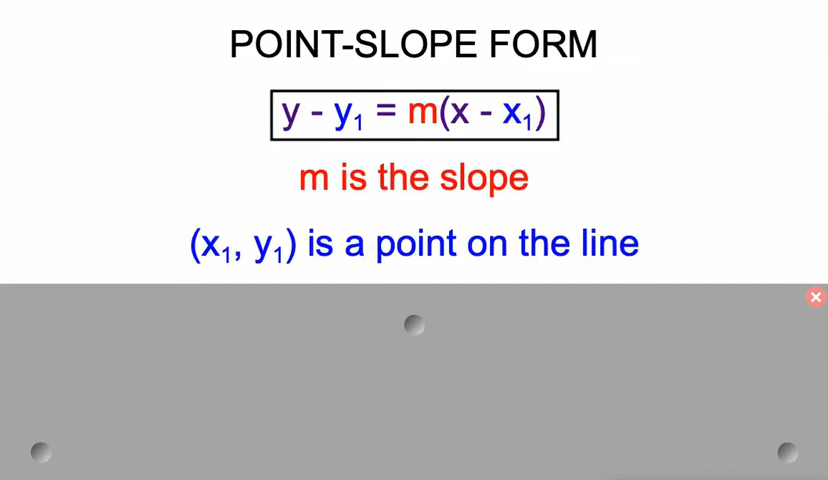 POINT-SLOPE FORM
y - y₁ = m(x - x₁)
m is the slope
(x₁, y₁) is a point on the line